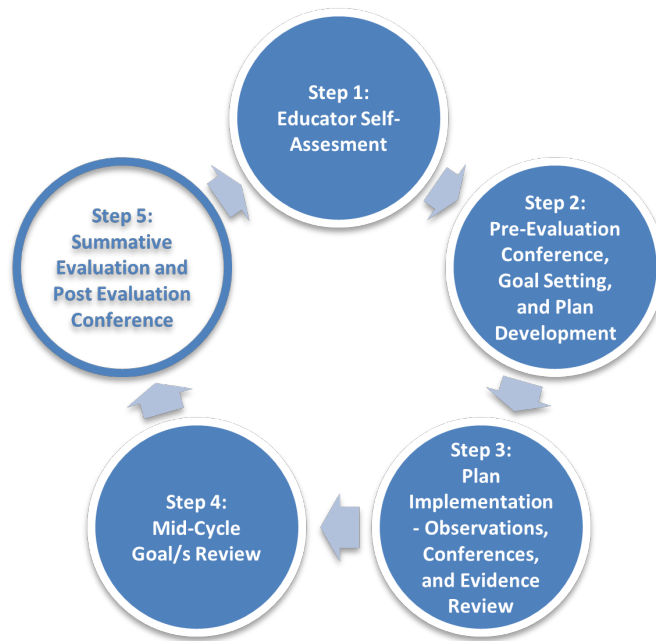 Step 1:
Educator Self-
Assesment
Step 2:
Pre-Evaluation
Conference,
Goal Setting,
and Plan
Development
Step 3:
Plan
Implementation
- Observations,
Conferences,
and Evidence
Review
Step 4:
Mid-Cycle
Goal/s Review
Step 5:
Summative
Evaluation and
Post Evaluation
Conference